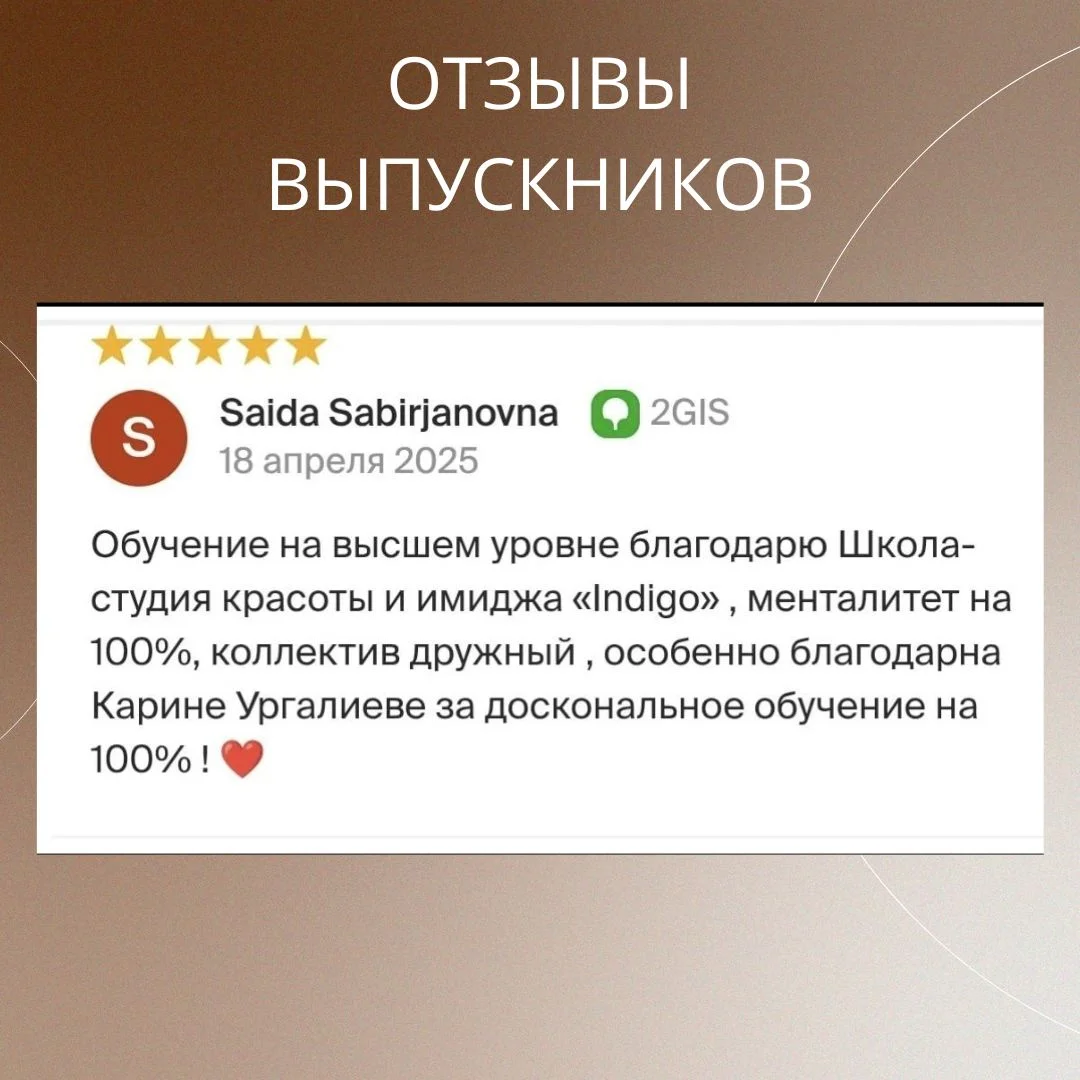 ОТЗЫВЫ
ВЫПУСКНИКОВ
S
Saida Sabirjanovna 2GIS
18 апреля 2025
Обучение на высшем уровне благодарю Школа-
студия красоты и имиджа «Indigo» , менталитет на
100%, коллектив дружный , особенно благодарна
Карине Ургалиеве за доскональное обучение на
100% ! ❤️